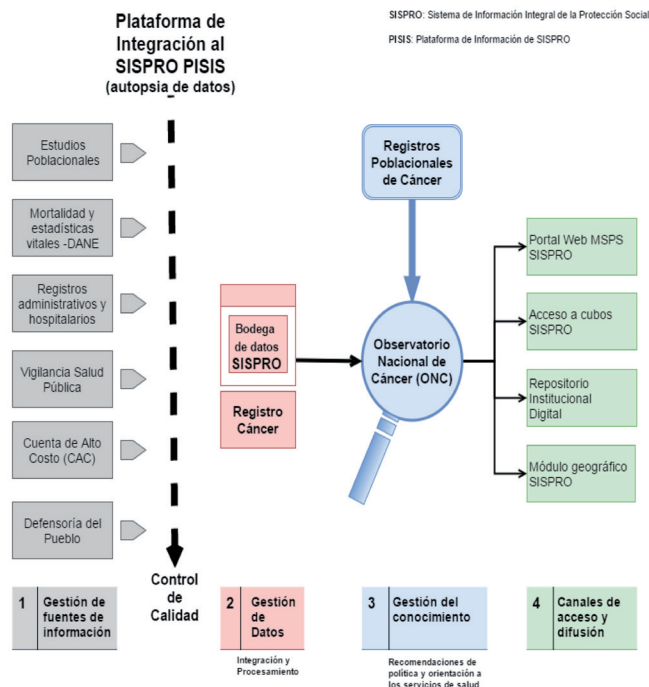 Plataforma de
Integración al
SISPRO PISIS
(autopsia de datos)
SISPRO: Sistema de Información Integral de la Protección Social
PISIS: Plataforma de Información de SISPRO
Estudios
Poblacionales
Mortalidad y
estadísticas
vitales -DANE
Registros
administrativos y
hospitalarios
Vigilancia Salud
Pública
Cuenta de Alto
Costo (CAC)
Defensoría del
Pueblo
Control
de
Calidad
Bodega
de datos
SISPRO
Registro
Cáncer
Registros
Poblacionales
de Cáncer
Observatorio
Nacional de
Cáncer (ONC)
Portal Web MSPS
SISPRO
Acceso a cubos
SISPRO
Repositorio
Institucional
Digital
Módulo geográfico
SISPRO
1 Gestión de
fuentes de
información
2 Gestión
de
Datos
Integración y
Procesamiento
3 Gestión del
conocimiento
Recomendaciones de
política y orientación a
los servicios de salud
4 Canales de
acceso y
difusión